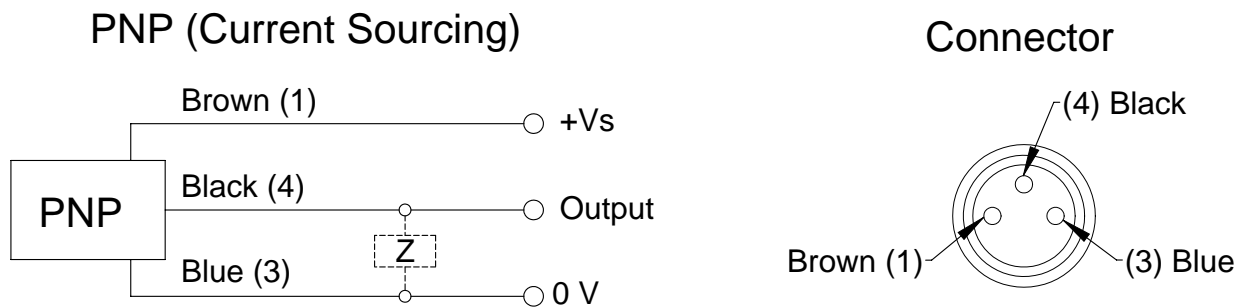 PNP (Current Sourcing)
Brown (1)
+Vs
PNP
Black (4)
Output
Z
Blue (3)
0 V
Connector
(4) Black
Brown (1)
(3) Blue